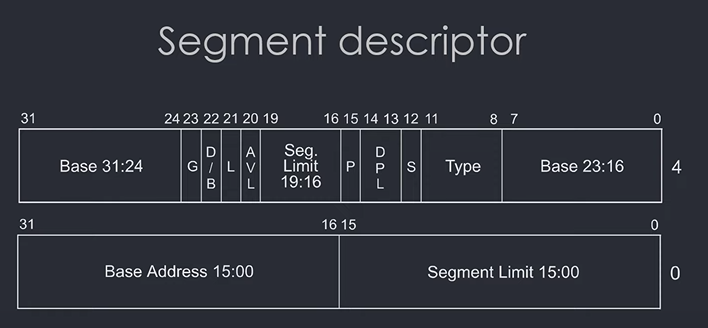 Segment descriptor
31 24 23 22 21 20 19 16 15 14 13 12 11 8 7 0
Base 31:24 G D/B L AVL Seg. Limit 19:16 P DPL S Type Base 23:16 4
31 16 15 0
Base Address 15:00 Segment Limit 15:00 0